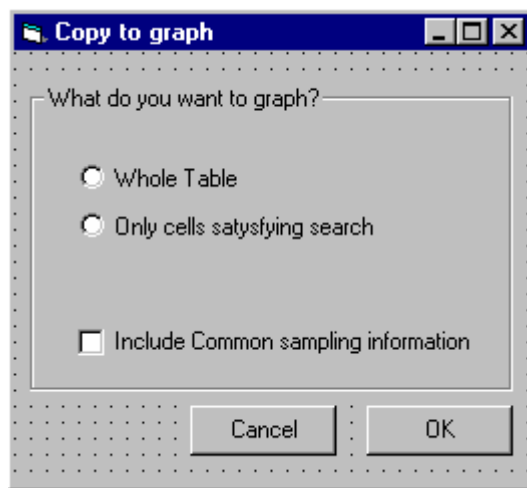 Copy to graph
What do you want to graph?
Whole Table
Only cells satysfying search
Include Common sampling information
Cancel
OK